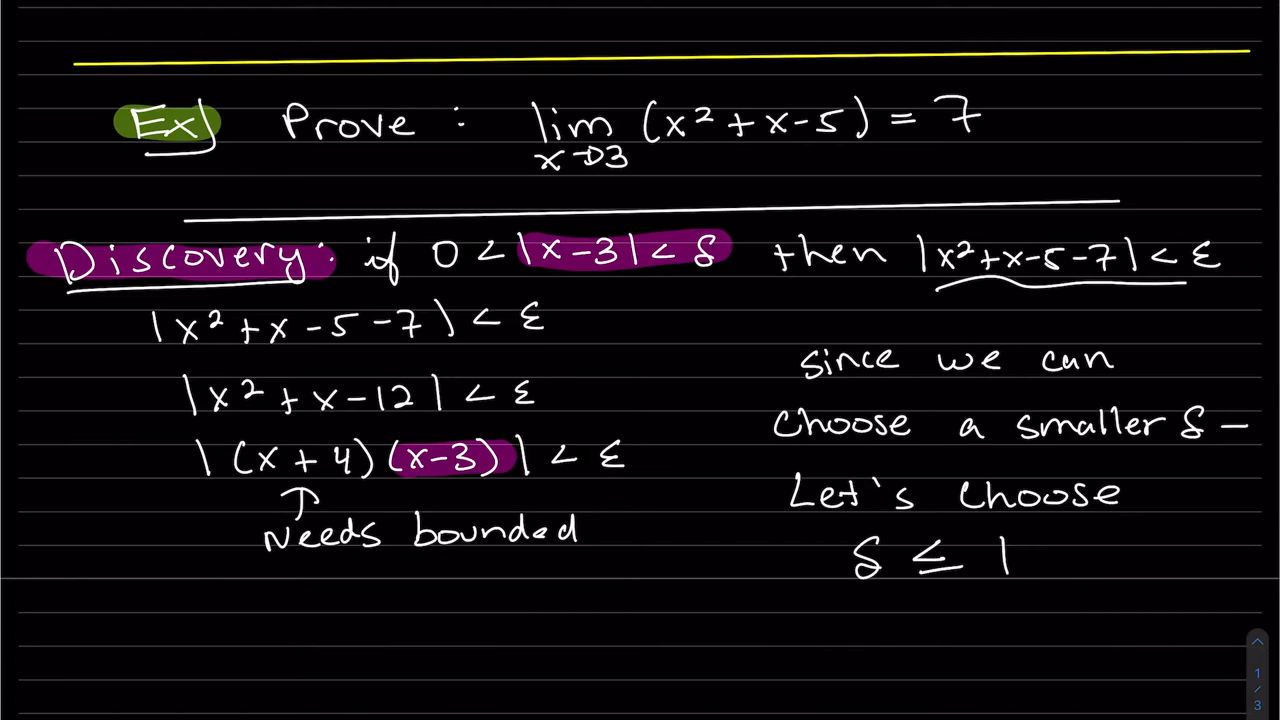 Ex) Prove : lim (x² + x - 5) = 7
x→3
Discovery: if 0 < |x - 3| < δ then |x² + x - 5 - 7| < ε
|x² + x - 5 - 7| < ε
|x² + x - 12| < ε
|(x + 4)(x - 3)| < ε
↑
Needs bounded
since we can
choose a smaller δ –
Let's choose
δ ≤ 1
1
/
3